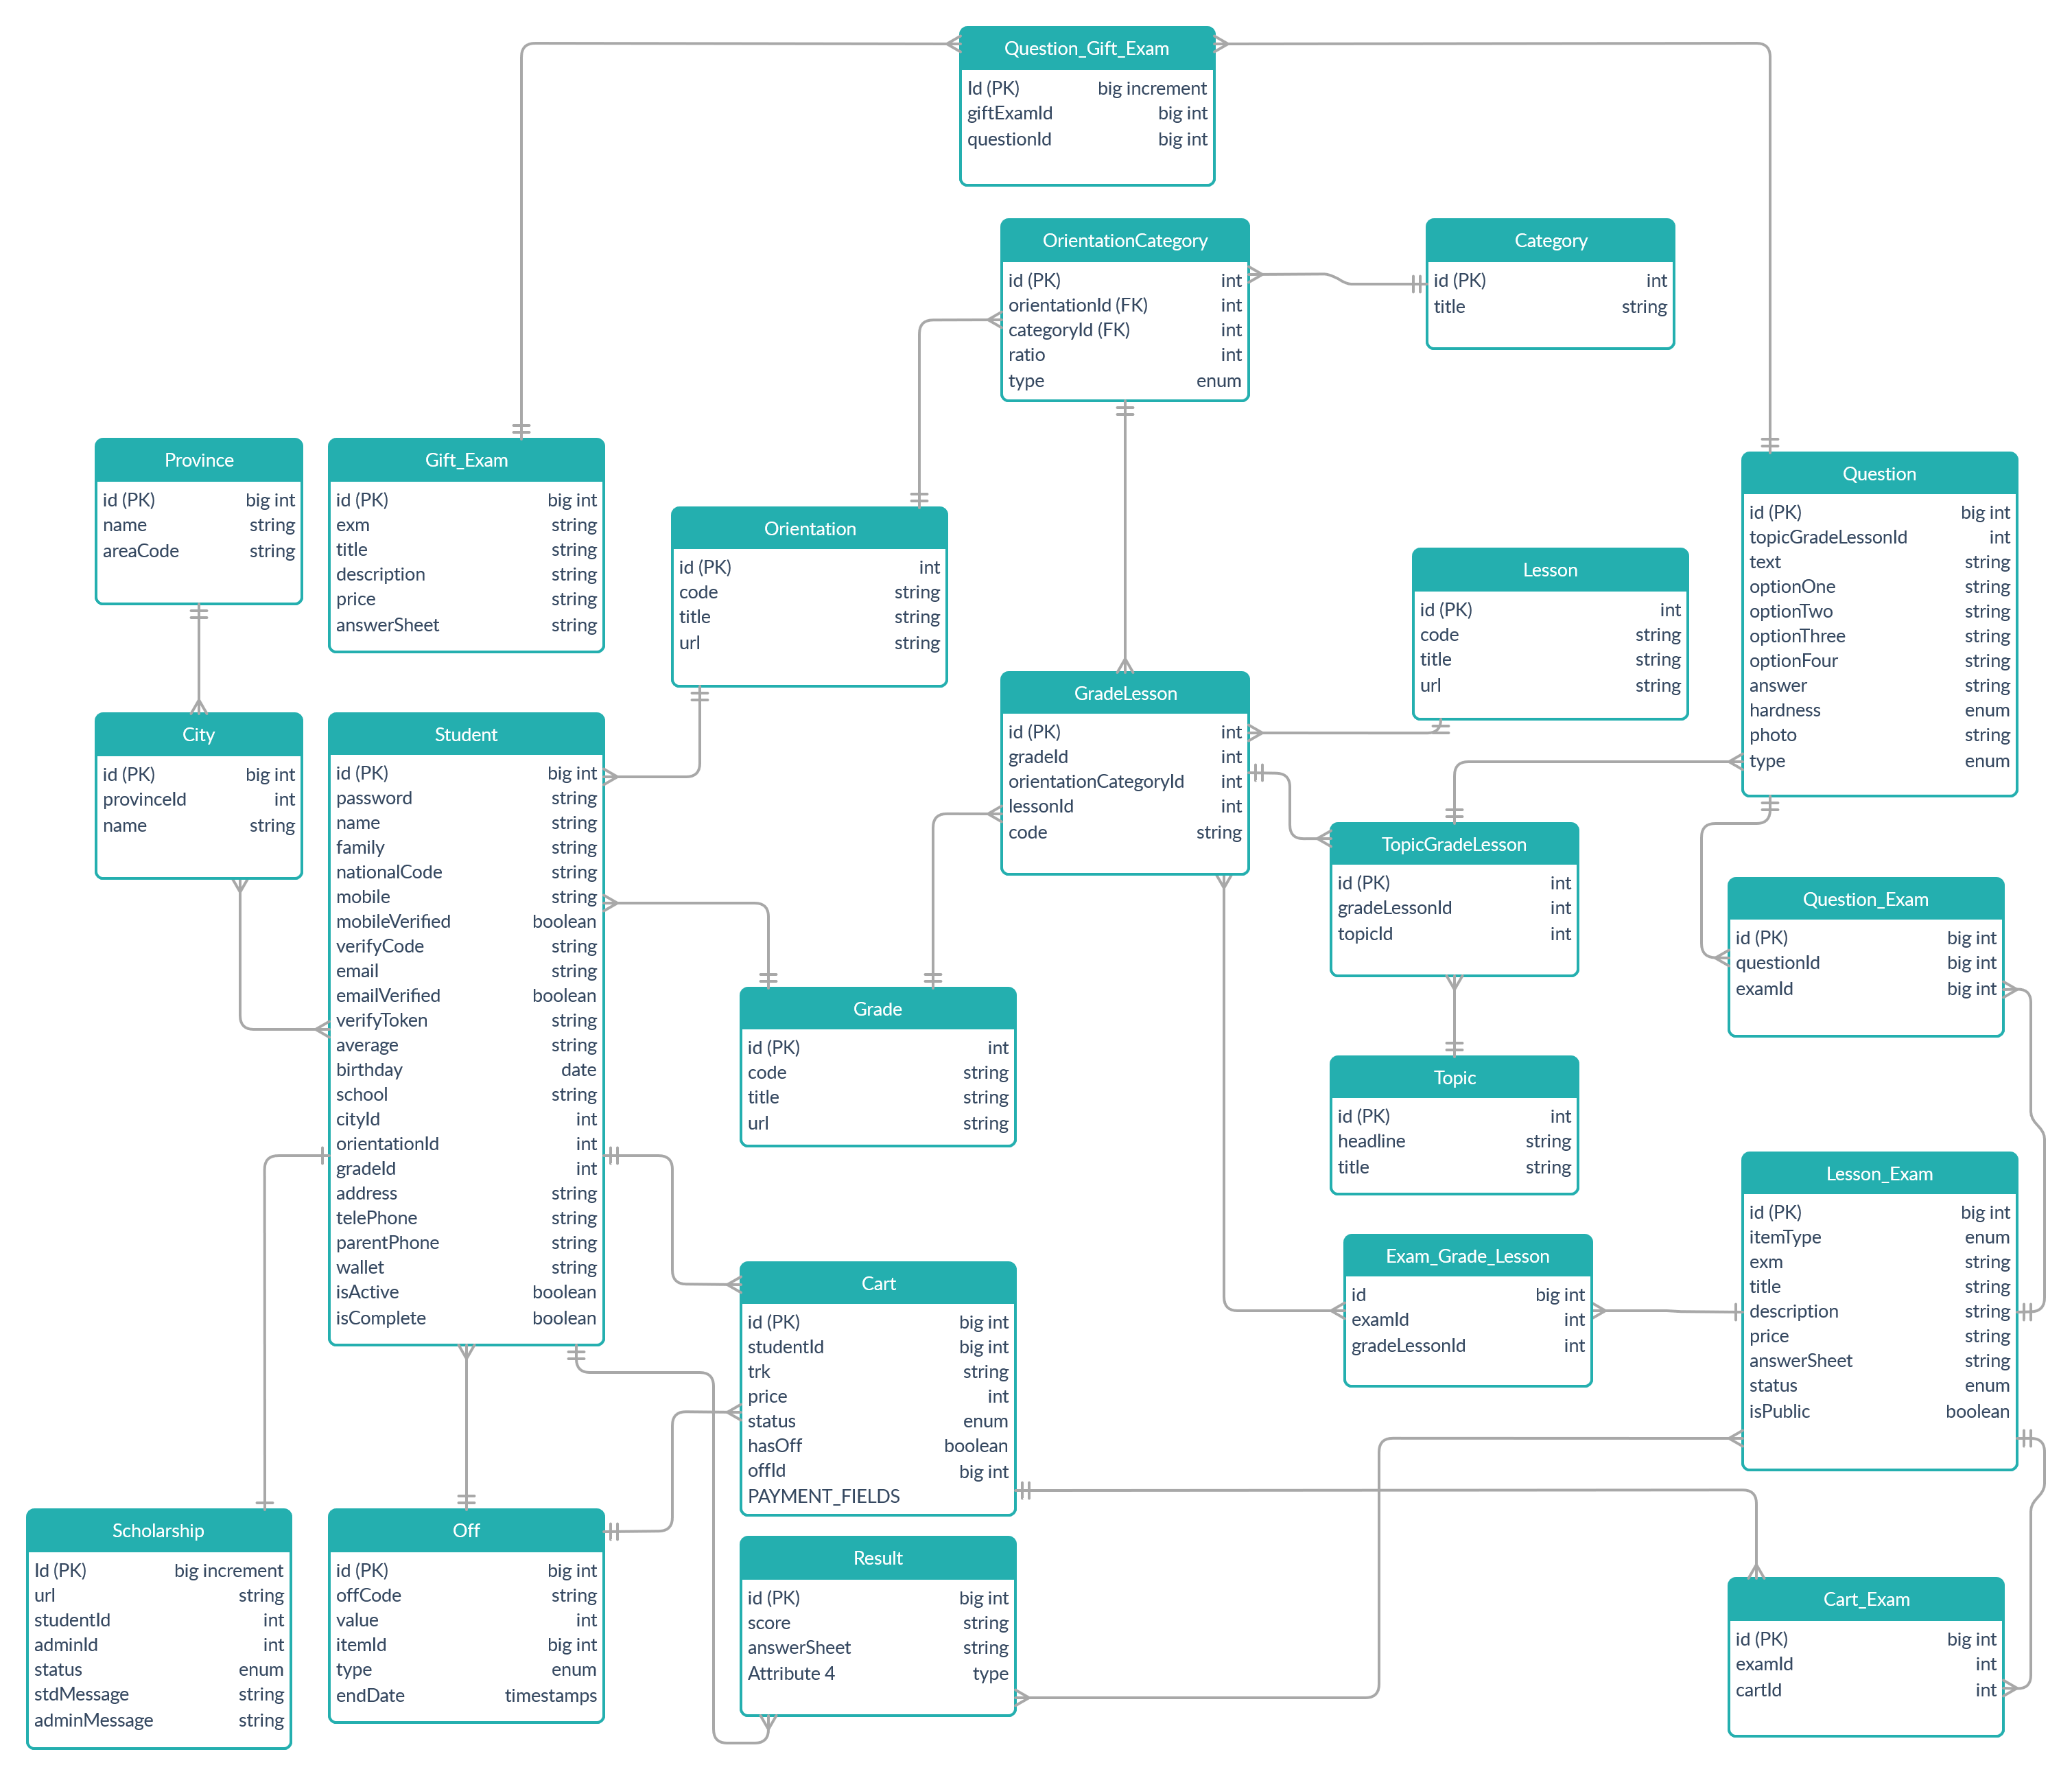 Question_Gift_Exam
Id (PK) big increment
giftExamId big int
questionId big int
OrientationCategory
id (PK) int
orientationId (FK) int
categoryId (FK) int
ratio int
type enum
Category
id (PK) int
title string
Province
id (PK) big int
name string
areaCode string
Gift_Exam
id (PK) big int
exm string
title string
description string
price string
answerSheet string
Orientation
id (PK) int
code string
title string
url string
Question
id (PK) big int
topicGradeLessonId int
text string
optionOne string
optionTwo string
optionThree string
optionFour string
answer string
hardness enum
photo string
type enum
Lesson
id (PK) int
code string
title string
url string
GradeLesson
id (PK) int
gradeId int
orientationCategoryId int
lessonId int
code string
City
id (PK) big int
provinceId int
name string
Student
id (PK) big int
password string
name string
family string
nationalCode string
mobile string
mobileVerified boolean
verifyCode string
email string
emailVerified boolean
verifyToken string
average string
birthday date
school string
cityId int
orientationId int
gradeId int
address string
telePhone string
parentPhone string
wallet string
isActive boolean
isComplete boolean
TopicGradeLesson
id (PK) int
gradeLessonId int
topicId int
Question_Exam
id (PK) big int
questionId big int
examId big int
Grade
id (PK) int
code string
title string
url string
Topic
id (PK) int
headline string
title string
Lesson_Exam
id (PK) big int
itemType enum
exm string
title string
description string
price string
answerSheet string
status enum
isPublic boolean
Exam_Grade_Lesson
id big int
examId int
gradeLessonId int
Cart
id (PK) big int
studentId big int
trk string
price int
status enum
hasOff boolean
offId big int
PAYMENT_FIELDS
Scholarship
Id (PK) big increment
url string
studentId int
adminId int
status enum
stdMessage string
adminMessage string
Off
id (PK) big int
offCode string
value int
itemId big int
type enum
endDate timestamps
Result
id (PK) big int
score string
answerSheet string
Attribute 4 type
Cart_Exam
id (PK) big int
examId int
cartId int